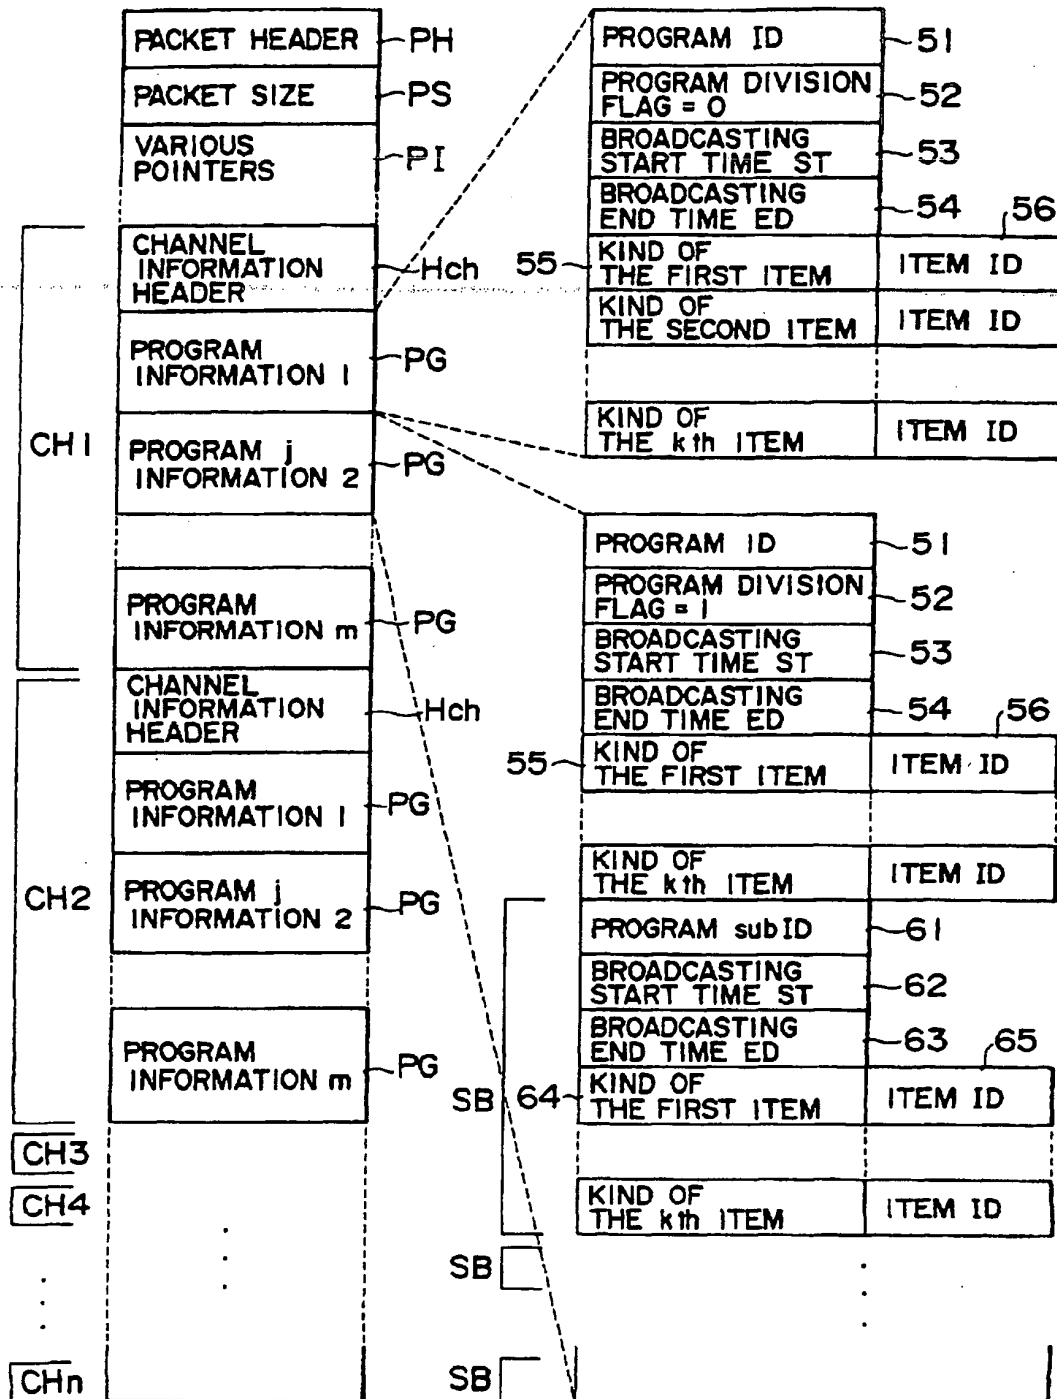 PACKET HEADER
PH
PACKET SIZE
PS
VARIOUS
POINTERS
PI
CH1
CHANNEL
INFORMATION
HEADER
Hch
PROGRAM
INFORMATION 1
PG
PROGRAM j
INFORMATION 2
PG
PROGRAM
INFORMATION m
PG
CH2
CHANNEL
INFORMATION
HEADER
Hch
PROGRAM
INFORMATION 1
PG
PROGRAM j
INFORMATION 2
PG
PROGRAM
INFORMATION m
PG
CH3
CH4
CHn
PROGRAM ID
51
PROGRAM DIVISION
FLAG = 0
52
BROADCASTING
START TIME ST
53
BROADCASTING
END TIME ED
54
56
55
KIND OF
THE FIRST ITEM
ITEM ID
KIND OF
THE SECOND ITEM
ITEM ID
KIND OF
THE kth ITEM
ITEM ID
PROGRAM ID
51
PROGRAM DIVISION
FLAG = 1
52
BROADCASTING
START TIME ST
53
BROADCASTING
END TIME ED
54
56
55
KIND OF
THE FIRST ITEM
ITEM ID
KIND OF
THE kth ITEM
ITEM ID
SB
PROGRAM subID
61
BROADCASTING
START TIME ST
62
BROADCASTING
END TIME ED
63
65
64
KIND OF
THE FIRST ITEM
ITEM ID
KIND OF
THE kth ITEM
ITEM ID
SB
SB